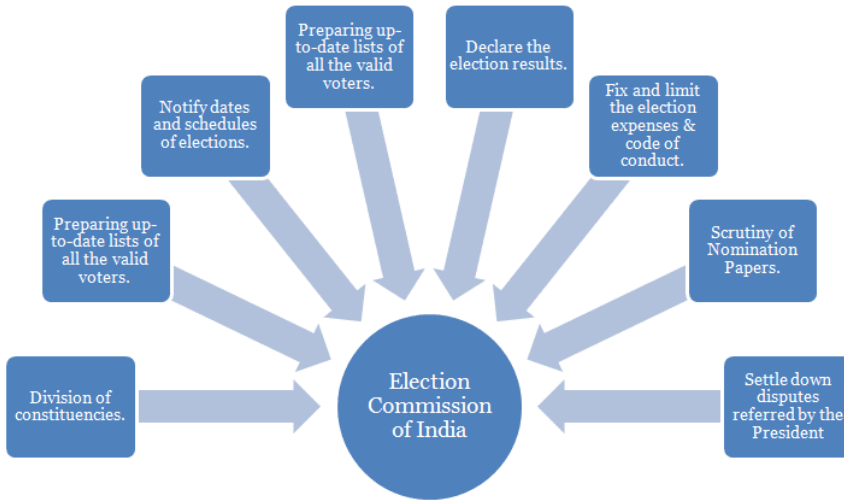 Division of
constituencies.
Preparing up-
to-date lists of
all the valid
voters.
Notify dates
and schedules
of elections.
Preparing up-
to-date lists of
all the valid
voters.
Declare the
election results.
Fix and limit
the election
expenses &
code of
conduct.
Scrutiny of
Nomination
Papers.
Settle down
disputes
referred by the
President
Election
Commission
of India